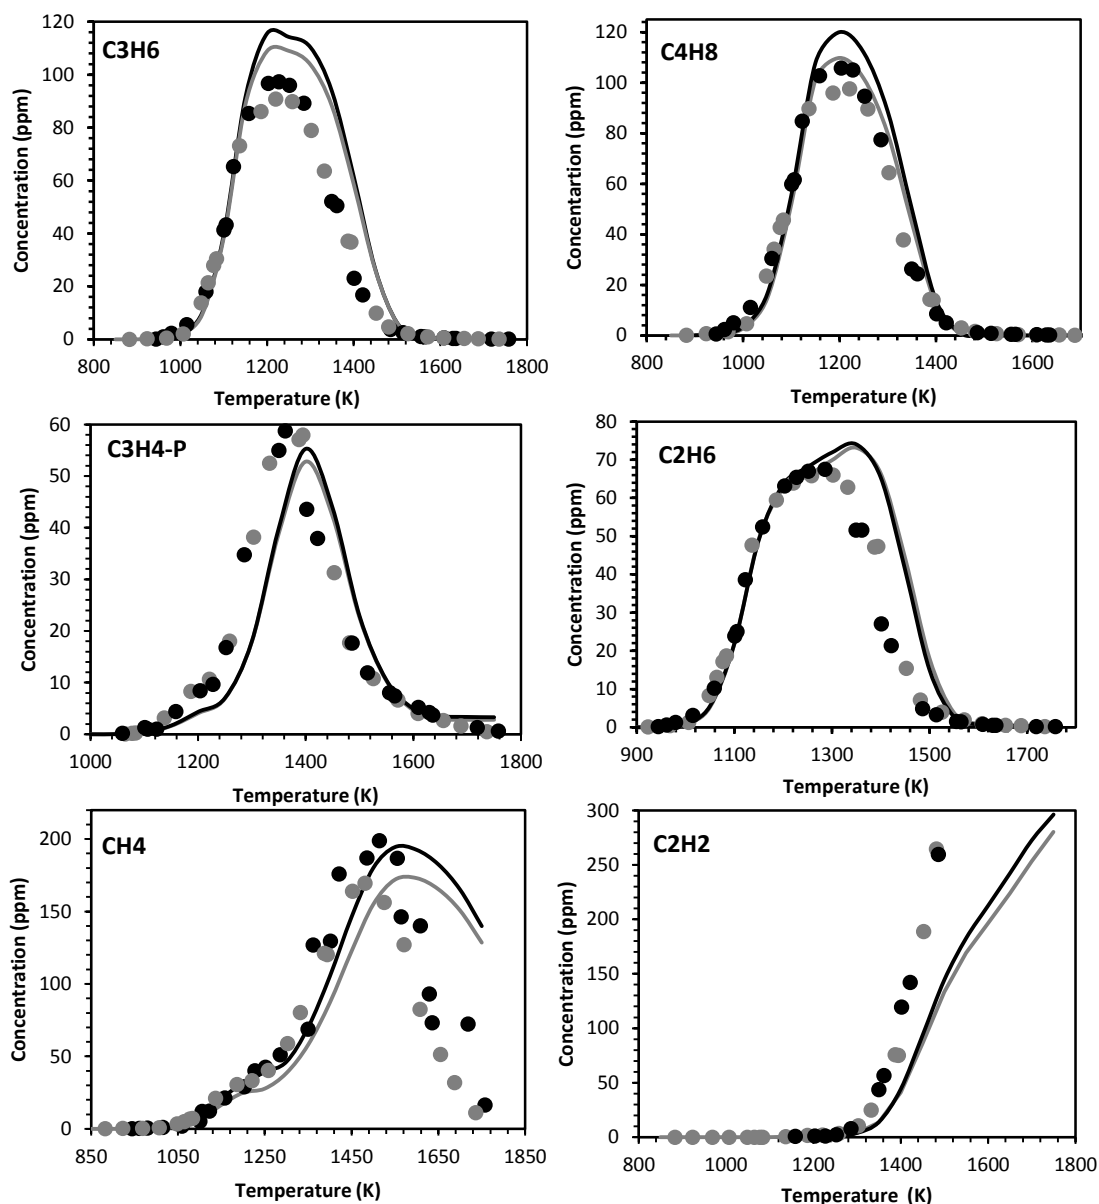 C3H6
Concentration (ppm)
120
100
80
60
40
20
0
800 1000 1200 1400 1600 1800
Temperature (K)
C4H8
Concentartion (ppm)
120
100
80
60
40
20
0
800 1000 1200 1400 1600
Temperature (K)
C3H4-P
Concentration (ppm)
60
50
40
30
20
10
0
1000 1200 1400 1600 1800
Temperature (K)
C2H6
Concentration (ppm)
80
70
60
50
40
30
20
10
0
900 1100 1300 1500 1700
Temperature (K)
CH4
Concentration (ppm)
200
150
100
50
0
850 1050 1250 1450 1650 1850
Temperature (K)
C2H2
Concentration (ppm)
300
250
200
150
100
50
0
800 1000 1200 1400 1600 1800
Temperature (K)